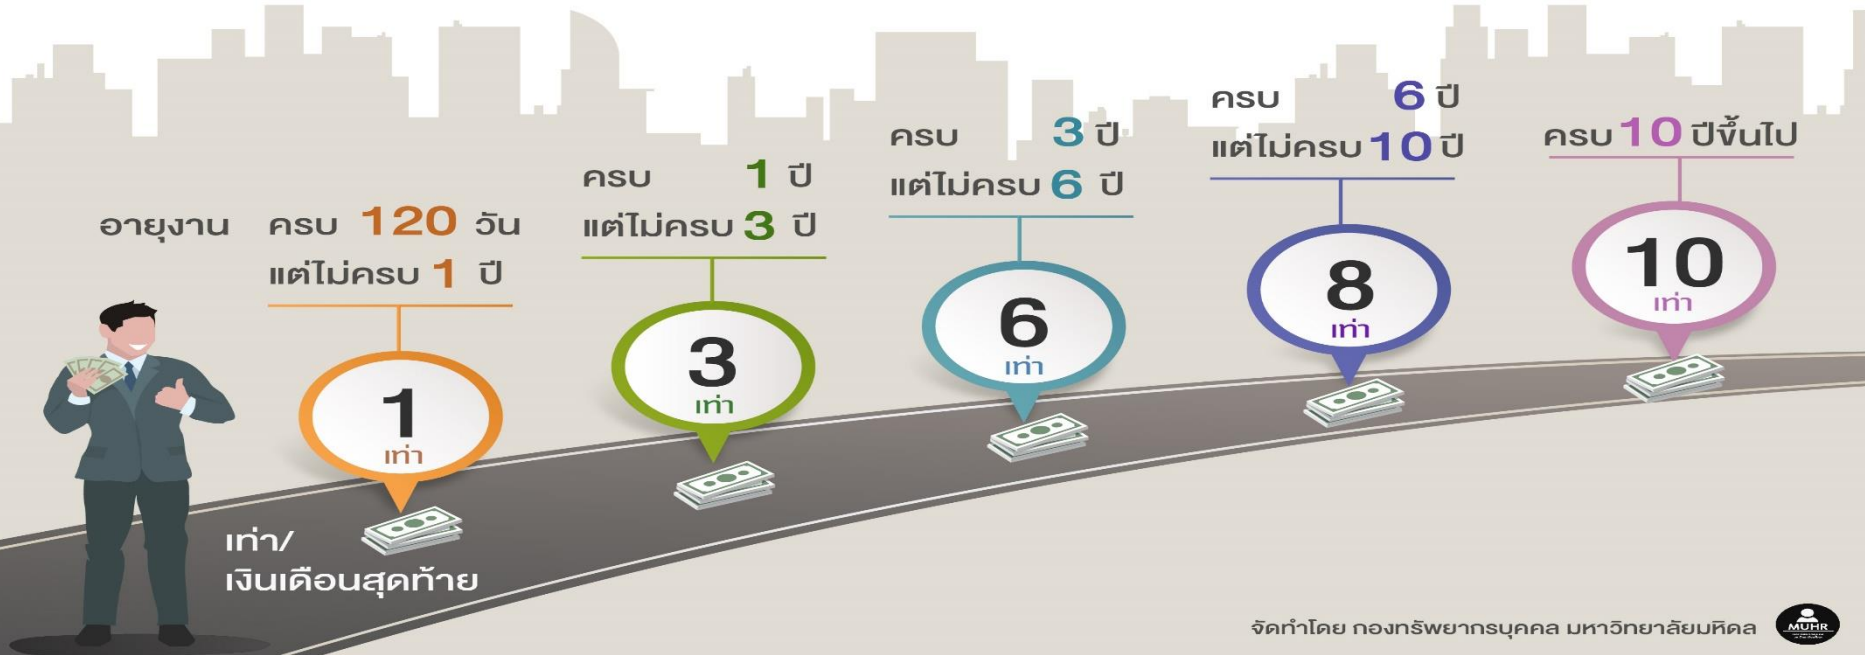 อายุงาน
ครบ 120 วัน
แต่ไม่ครบ 1 ปี
1
เท่า
ครบ 1 ปี
แต่ไม่ครบ 3 ปี
3
เท่า
ครบ 3 ปี
แต่ไม่ครบ 6 ปี
6
เท่า
ครบ 6 ปี
แต่ไม่ครบ 10 ปี
8
เท่า
ครบ 10 ปีขึ้นไป
10
เท่า
เท่า/
เงินเดือนสุดท้าย
จัดทำโดย กองทรัพยากรบุคคล มหาวิทยาลัยมหิดล
MUHR